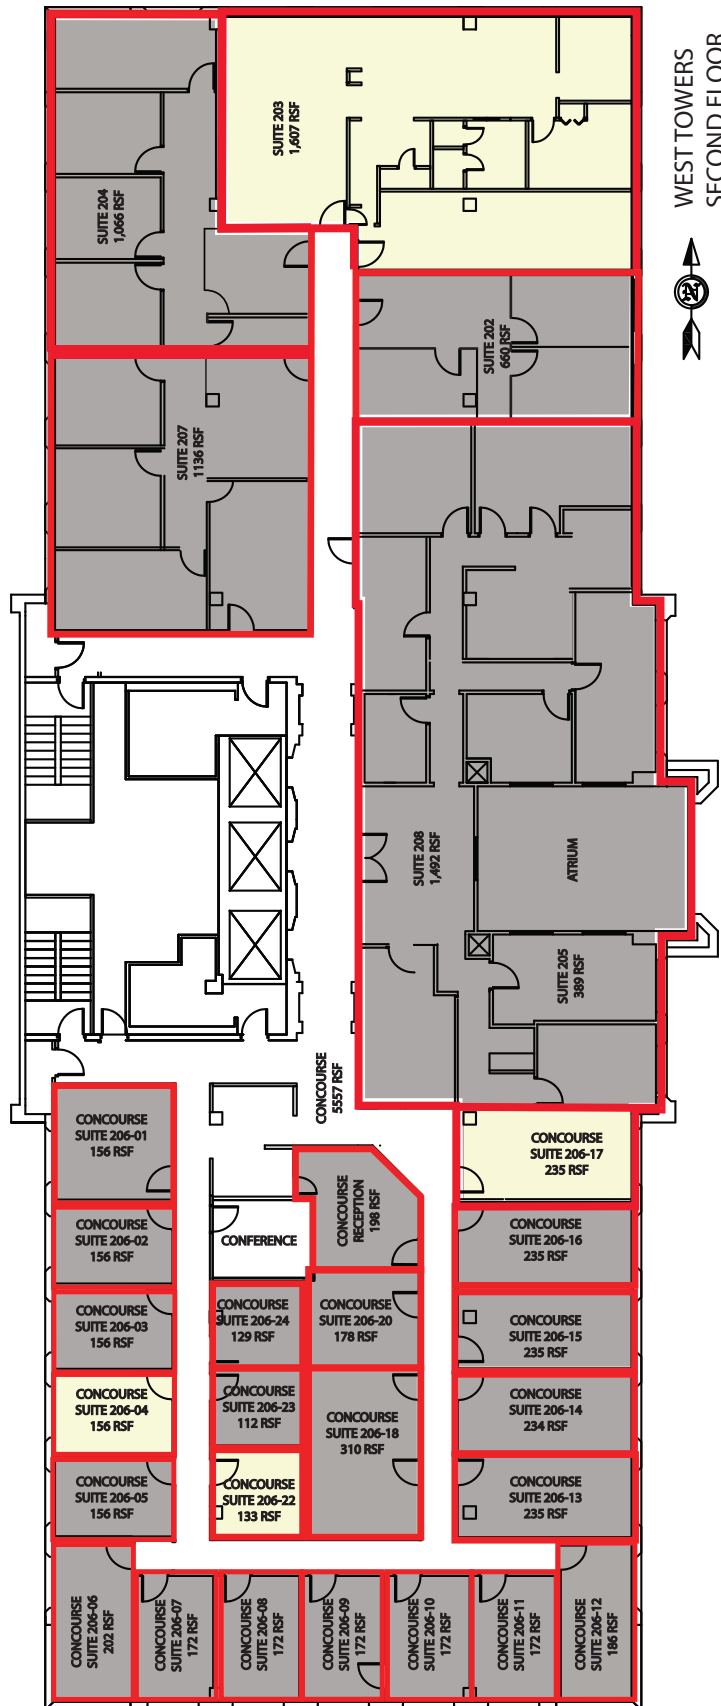 WEST TOWERS
SECOND FLOOR
N
SUITE 203
1,607 RSF
SUITE 204
1,066 RSF
SUITE 202
660 RSF
SUITE 207
1136 RSF
SUITE 208
1,492 RSF
ATRIUM
SUITE 205
389 RSF
CONCOURSE
5557 RSF
CONCOURSE
SUITE 206-01
156 RSF
CONCOURSE
SUITE 206-17
235 RSF
CONCOURSE
RECEPTION
198 RSF
CONCOURSE
SUITE 206-02
156 RSF
CONFERENCE
CONCOURSE
SUITE 206-16
235 RSF
CONCOURSE
SUITE 206-03
156 RSF
CONCOURSE
SUITE 206-24
129 RSF
CONCOURSE
SUITE 206-20
178 RSF
CONCOURSE
SUITE 206-15
235 RSF
CONCOURSE
SUITE 206-04
156 RSF
CONCOURSE
SUITE 206-23
112 RSF
CONCOURSE
SUITE 206-18
310 RSF
CONCOURSE
SUITE 206-14
234 RSF
CONCOURSE
SUITE 206-05
156 RSF
CONCOURSE
SUITE 206-22
133 RSF
CONCOURSE
SUITE 206-13
235 RSF
CONCOURSE
SUITE 206-06
202 RSF
CONCOURSE
SUITE 206-07
172 RSF
CONCOURSE
SUITE 206-08
172 RSF
CONCOURSE
SUITE 206-09
172 RSF
CONCOURSE
SUITE 206-10
172 RSF
CONCOURSE
SUITE 206-11
172 RSF
CONCOURSE
SUITE 206-12
186 RSF